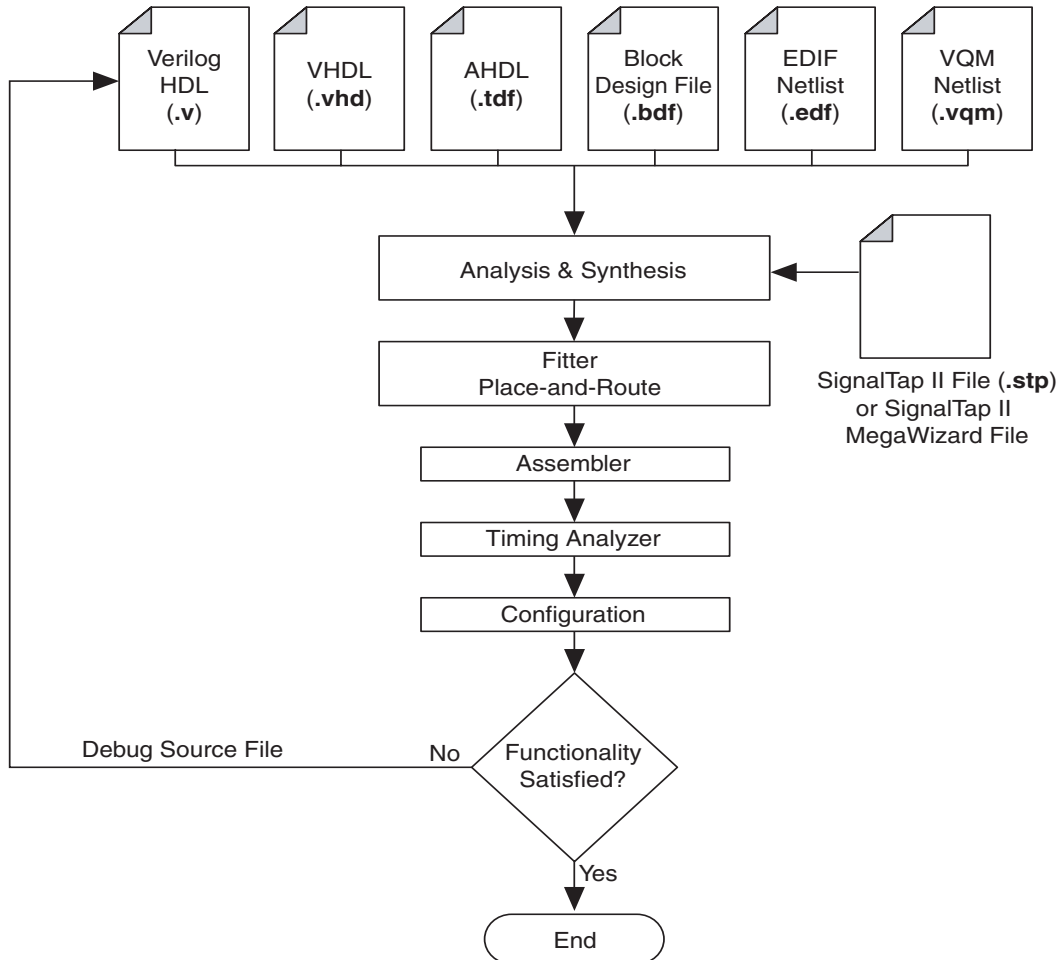 Verilog
HDL
(.v)
VHDL
(.vhd)
AHDL
(.tdf)
Block
Design File
(.bdf)
EDIF
Netlist
(.edf)
VQM
Netlist
(.vqm)
Analysis & Synthesis
SignalTap II File (.stp)
or SignalTap II
MegaWizard File
Fitter
Place-and-Route
Assembler
Timing Analyzer
Configuration
Debug Source File
No
Functionality
Satisfied?
Yes
End